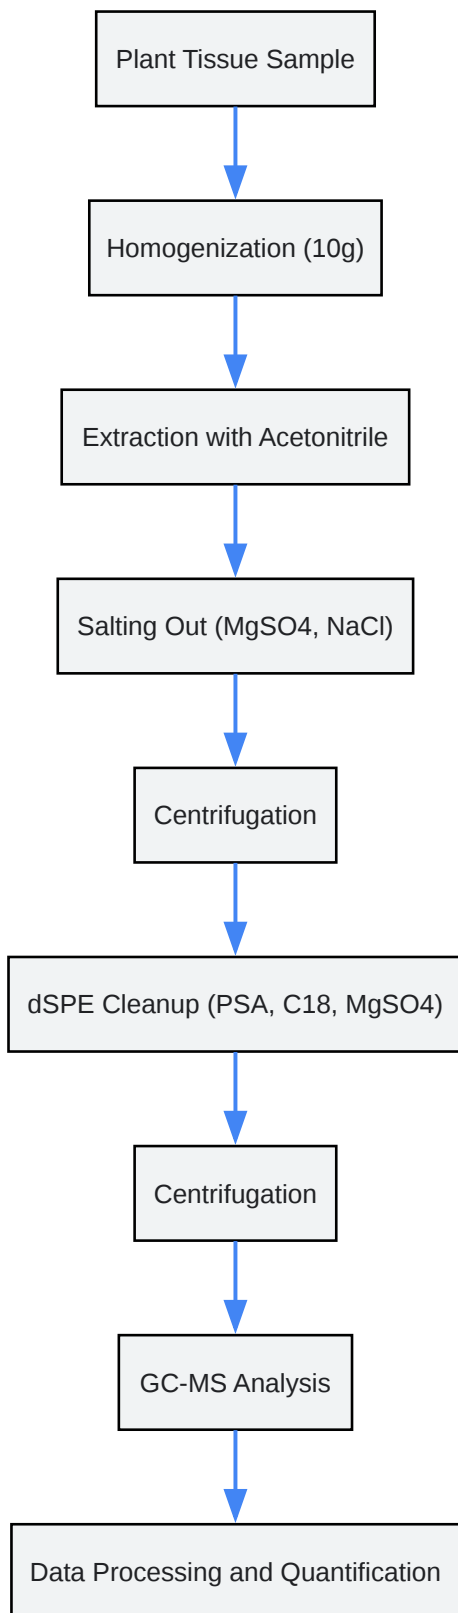 Plant Tissue Sample
Homogenization (10g)
Extraction with Acetonitrile
Salting Out (MgSO4, NaCl)
Centrifugation
dSPE Cleanup (PSA, C18, MgSO4)
Centrifugation
GC-MS Analysis
Data Processing and Quantification